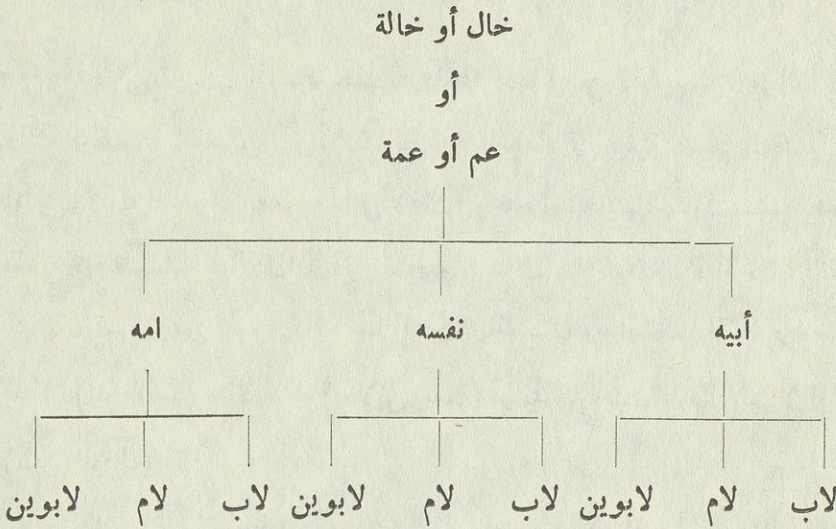 خال أو خالة
أو
عم أو عمة
أبيه نفسه امه
لاب لام لابوين لاب لام لابوين لاب لام لابوين